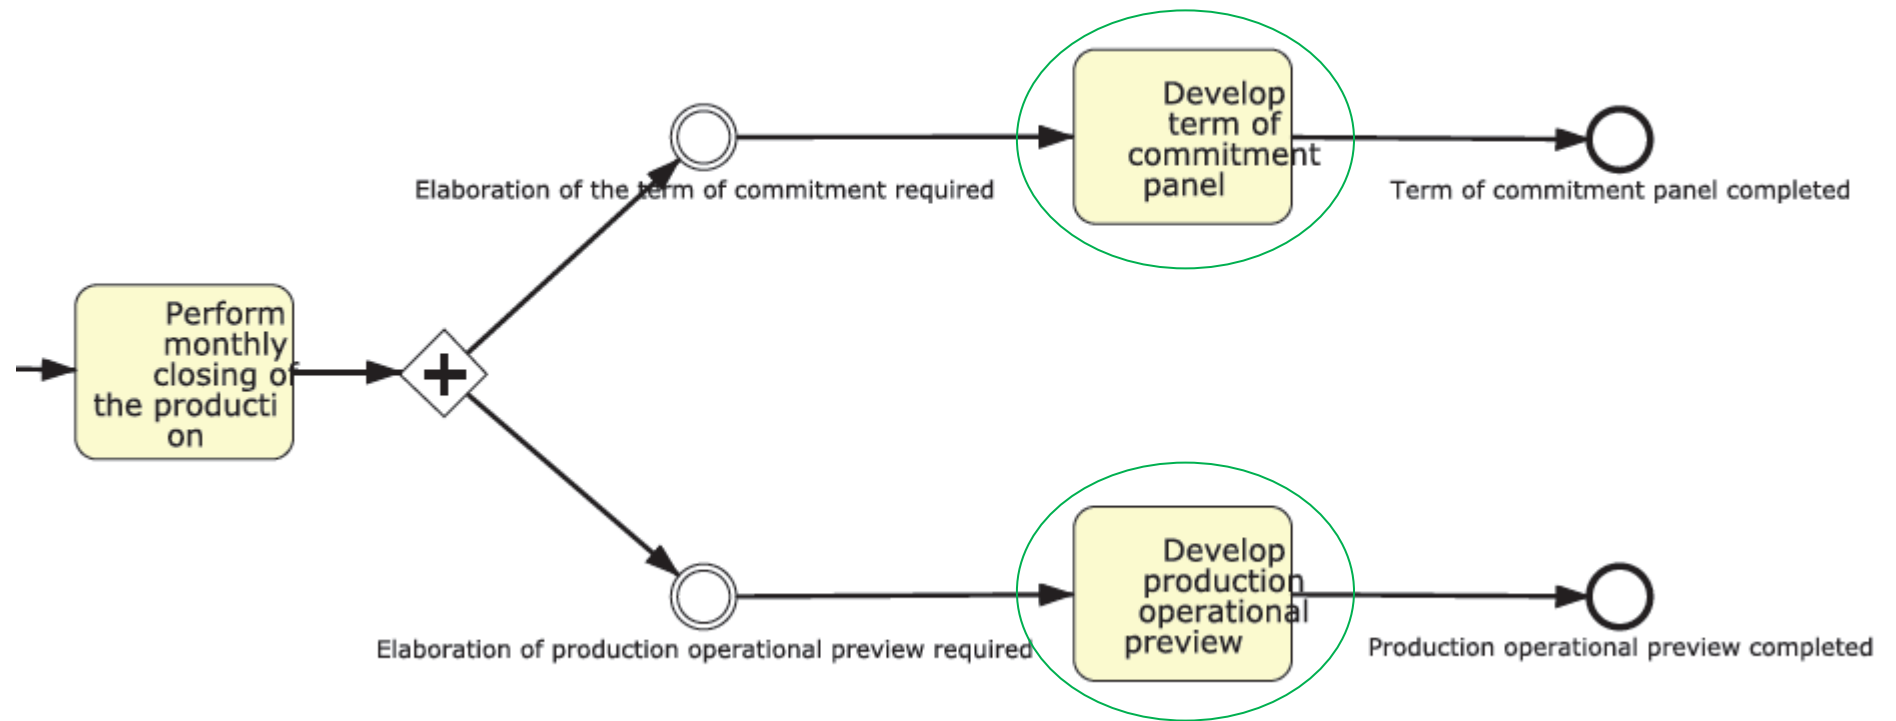 Develop
term of
commitment
panel
Elaboration of the term of commitment required
Term of commitment panel completed
Perform
monthly
closing of
the producti
on
Develop
production
operational
preview
Elaboration of production operational preview required
Production operational preview completed